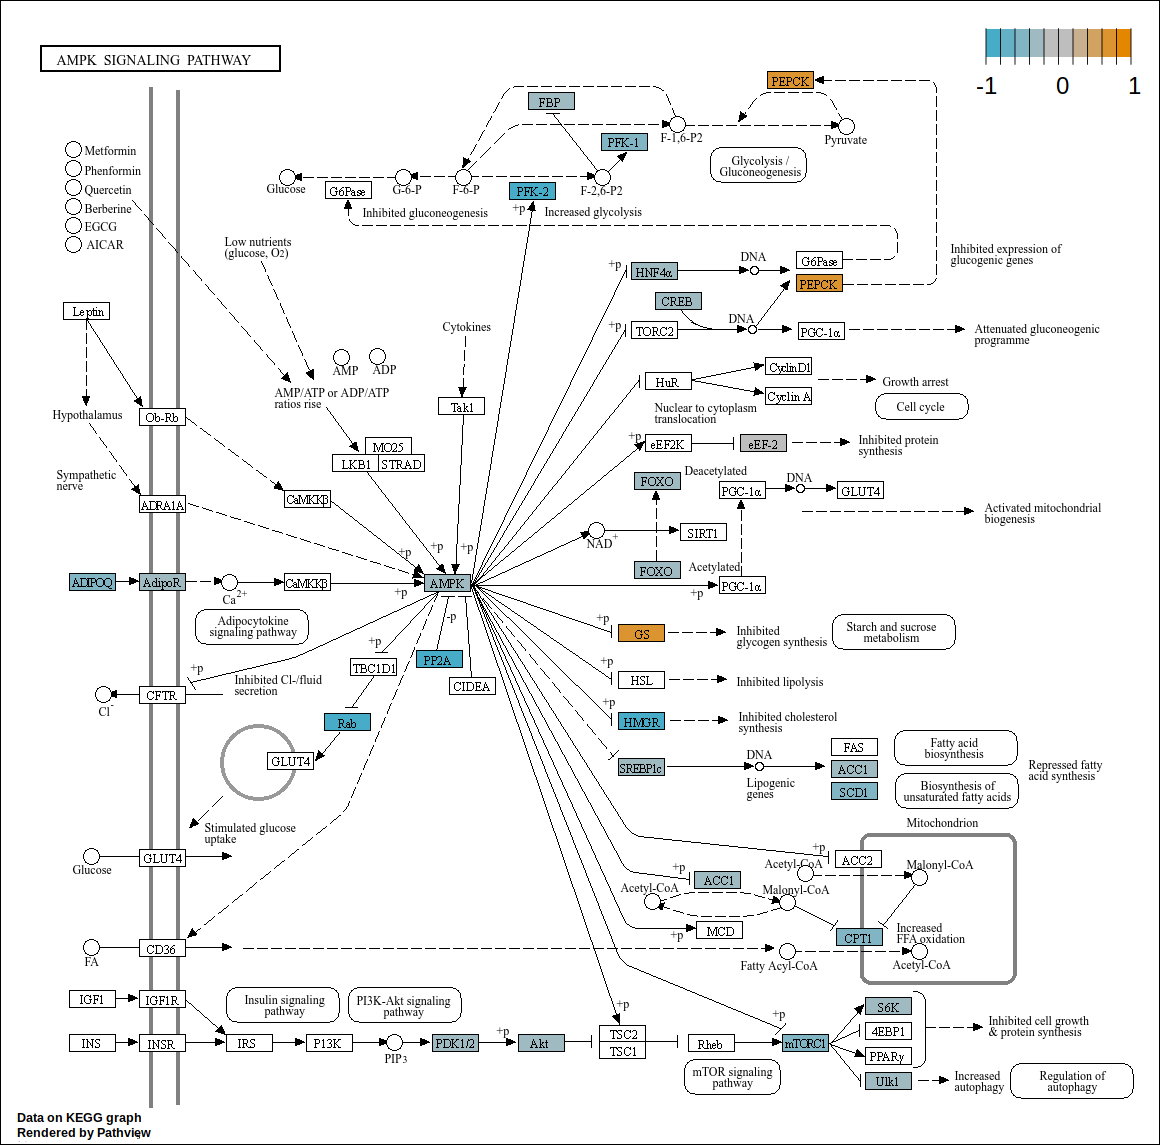 AMPK SIGNALING PATHWAY
-1 0 1
PEPCK
FBP
PFK-1
F-1,6-P2
Pyruvate
Glycolysis /
Gluconeogenesis
Metformin
Phenformin
Quercetin
Berberine
EGCG
AICAR
Glucose
G6Pase
G-6-P
F-6-P
PFK-2
F-2,6-P2
+p
Inhibited gluconeogenesis
Increased glycolysis
Low nutrients
(glucose, O2)
+p
HNF4α
DNA
G6Pase
PEPCK
Inhibited expression of
glucogenic genes
CREB
+p
TORC2
DNA
PGC-1α
Attenuated gluconeogenic
programme
Leptin
Cytokines
AMP
ADP
AMP/ATP or ADP/ATP
ratios rise
Tak1
HuR
CyclinD1
Cyclin A
Growth arrest
Cell cycle
Nuclear to cytoplasm
translocation
Hypothalamus
Ob-Rb
MO25
LKB1
STRAD
+p
eEF2K
eEF-2
Inhibited protein
synthesis
Sympathetic
nerve
ADRA1A
CaMKKβ
FOXO
Deacetylated
PGC-1α
DNA
GLUT4
Activated mitochondrial
biogenesis
NAD+
SIRT1
+p
+p
+p
FOXO
Acetylated
PGC-1α
+p
ADIPOQ
AdipoR
Ca2+
CaMKKβ
+p
AMPK
Adipocytokine
signaling pathway
-p
+p
TBC1D1
PP2A
CIDEA
+p
GS
Inhibited
glycogen synthesis
Starch and sucrose
metabolism
+p
CFTR
Cl-
Inhibited Cl-/fluid
secretion
+p
HSL
Inhibited lipolysis
+p
HMGR
Inhibited cholesterol
synthesis
Rab
GLUT4
SREBP1c
DNA
Lipogenic
genes
FAS
ACC1
SCD1
Fatty acid
biosynthesis
Biosynthesis of
unsaturated fatty acids
Repressed fatty
acid synthesis
Stimulated glucose
uptake
Mitochondrion
Glucose
GLUT4
+p
ACC2
Acetyl-CoA
Malonyl-CoA
+p
ACC1
Acetyl-CoA
Malonyl-CoA
+p
MCD
CPT1
Increased
FFA oxidation
FA
CD36
Fatty Acyl-CoA
Acetyl-CoA
IGF1
IGF1R
Insulin signaling
pathway
PI3K-Akt signaling
pathway
INS
INSR
IRS
P13K
PIP3
PDK1/2
+p
Akt
+p
TSC2
TSC1
Rheb
+p
mTORC1
mTOR signaling
pathway
S6K
4EBP1
PPARγ
Ulk1
Inhibited cell growth
& protein synthesis
Increased
autophagy
Regulation of
autophagy
Data on KEGG graph
Rendered by Pathview